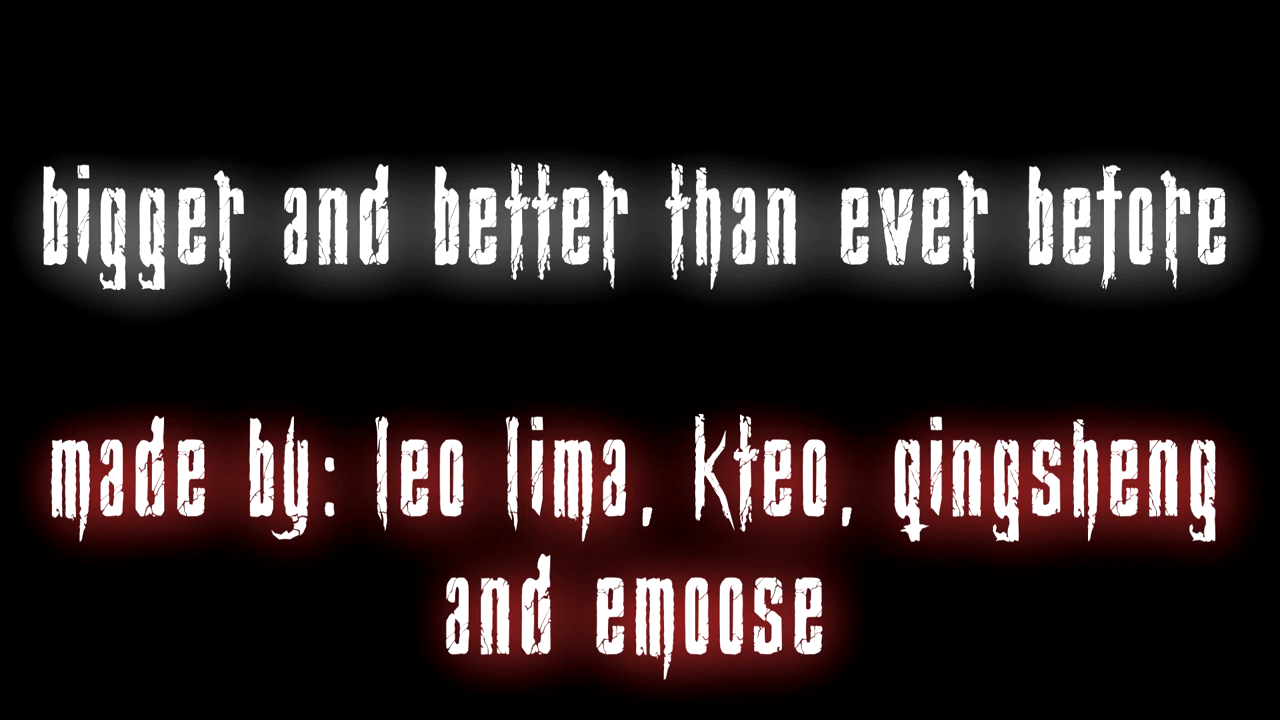 bigger and better than ever before
made by: leo lima, kteo, qingsheng
and emoose